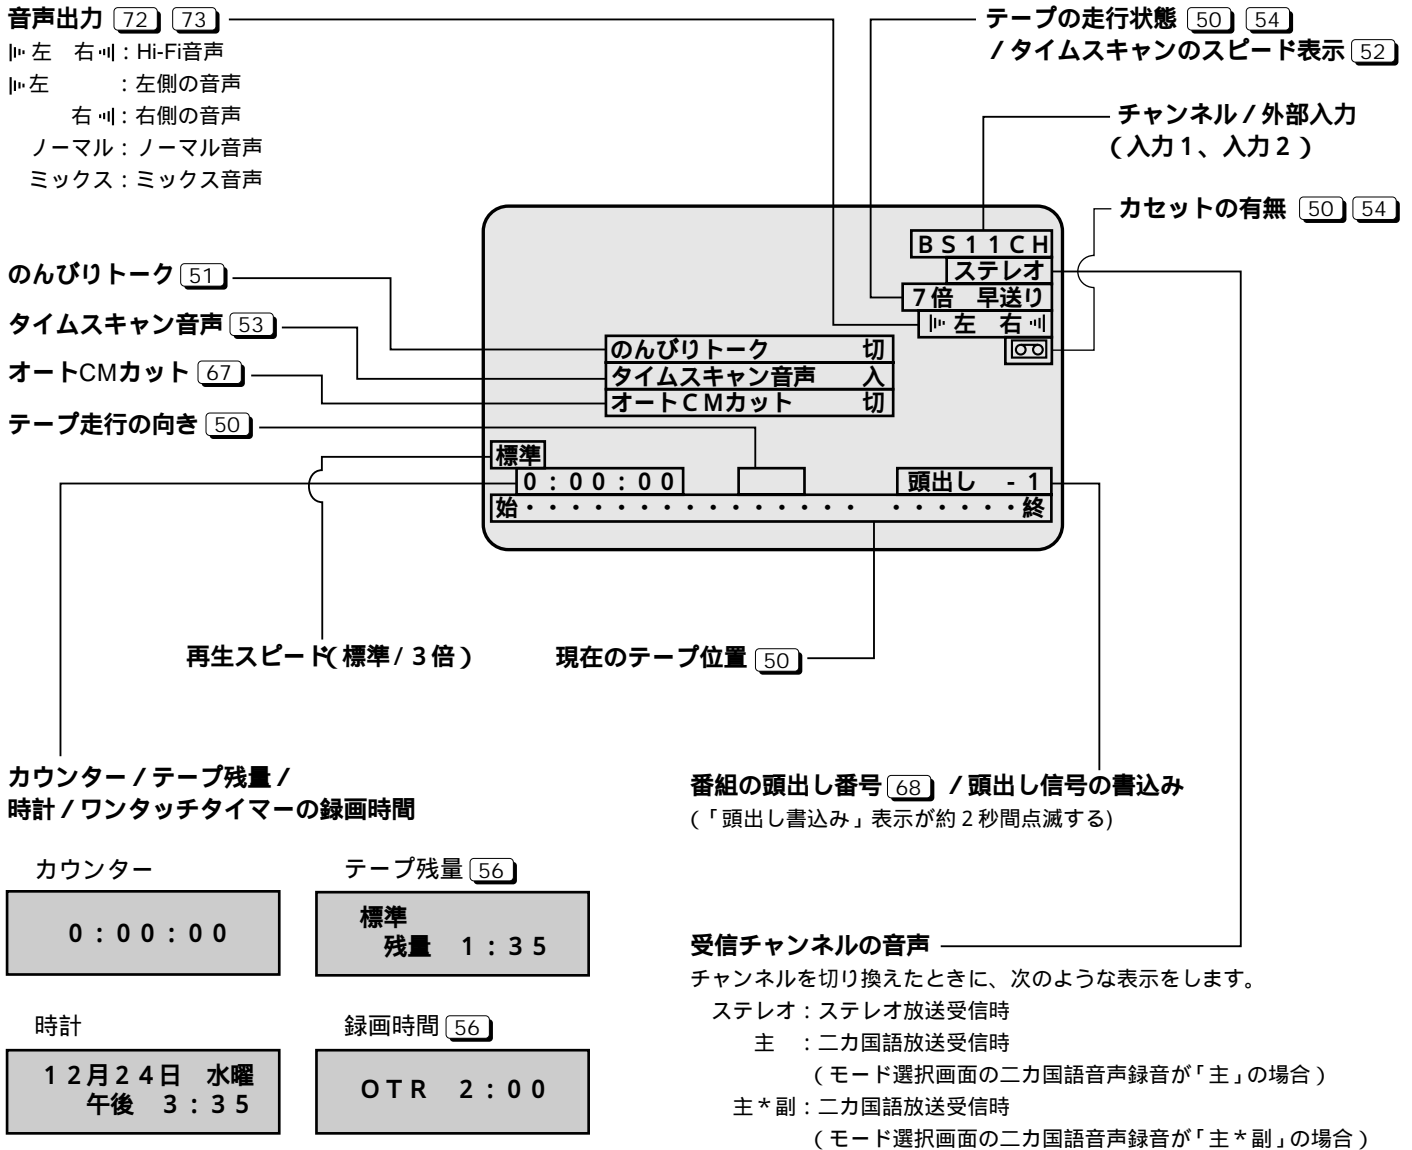 音声出力 72 73
左 右 : Hi-Fi音声
左 : 左側の音声
右 : 右側の音声
ノーマル : ノーマル音声
ミックス : ミックス音声
テープの走行状態 50 54
/ タイムスキャンのスピード表示 52
チャンネル / 外部入力
(入力1、入力2)
カセットの有無 50 54
のんびりトーク 51
タイムスキャン音声 53
オートCMカット 67
テープ走行の向き 50
BS11CH
ステレオ
7倍 早送り
左 右
のんびりトーク 切
タイムスキャン音声 入
オートCMカット 切
標準
0:00:00
頭出し -1
始・・・・・・・・・・・・・・・ ・・・・・・・終
再生スピード(標準/3倍)
現在のテープ位置 50
カウンター / テープ残量 /
時計 / ワンタッチタイマーの録画時間
カウンター
0:00:00
テープ残量 56
標準
残量 1:35
時計
12月24日 水曜
午後 3:35
録画時間 56
OTR 2:00
番組の頭出し番号 68 / 頭出し信号の書込み
(「頭出し書込み」表示が約2秒間点滅する)
受信チャンネルの音声
チャンネルを切り換えたときに、次のような表示をします。
ステレオ : ステレオ放送受信時
主 : 二カ国語放送受信時
(モード選択画面の二カ国語音声録音が「主」の場合)
主*副 : 二カ国語放送受信時
(モード選択画面の二カ国語音声録音が「主*副」の場合)